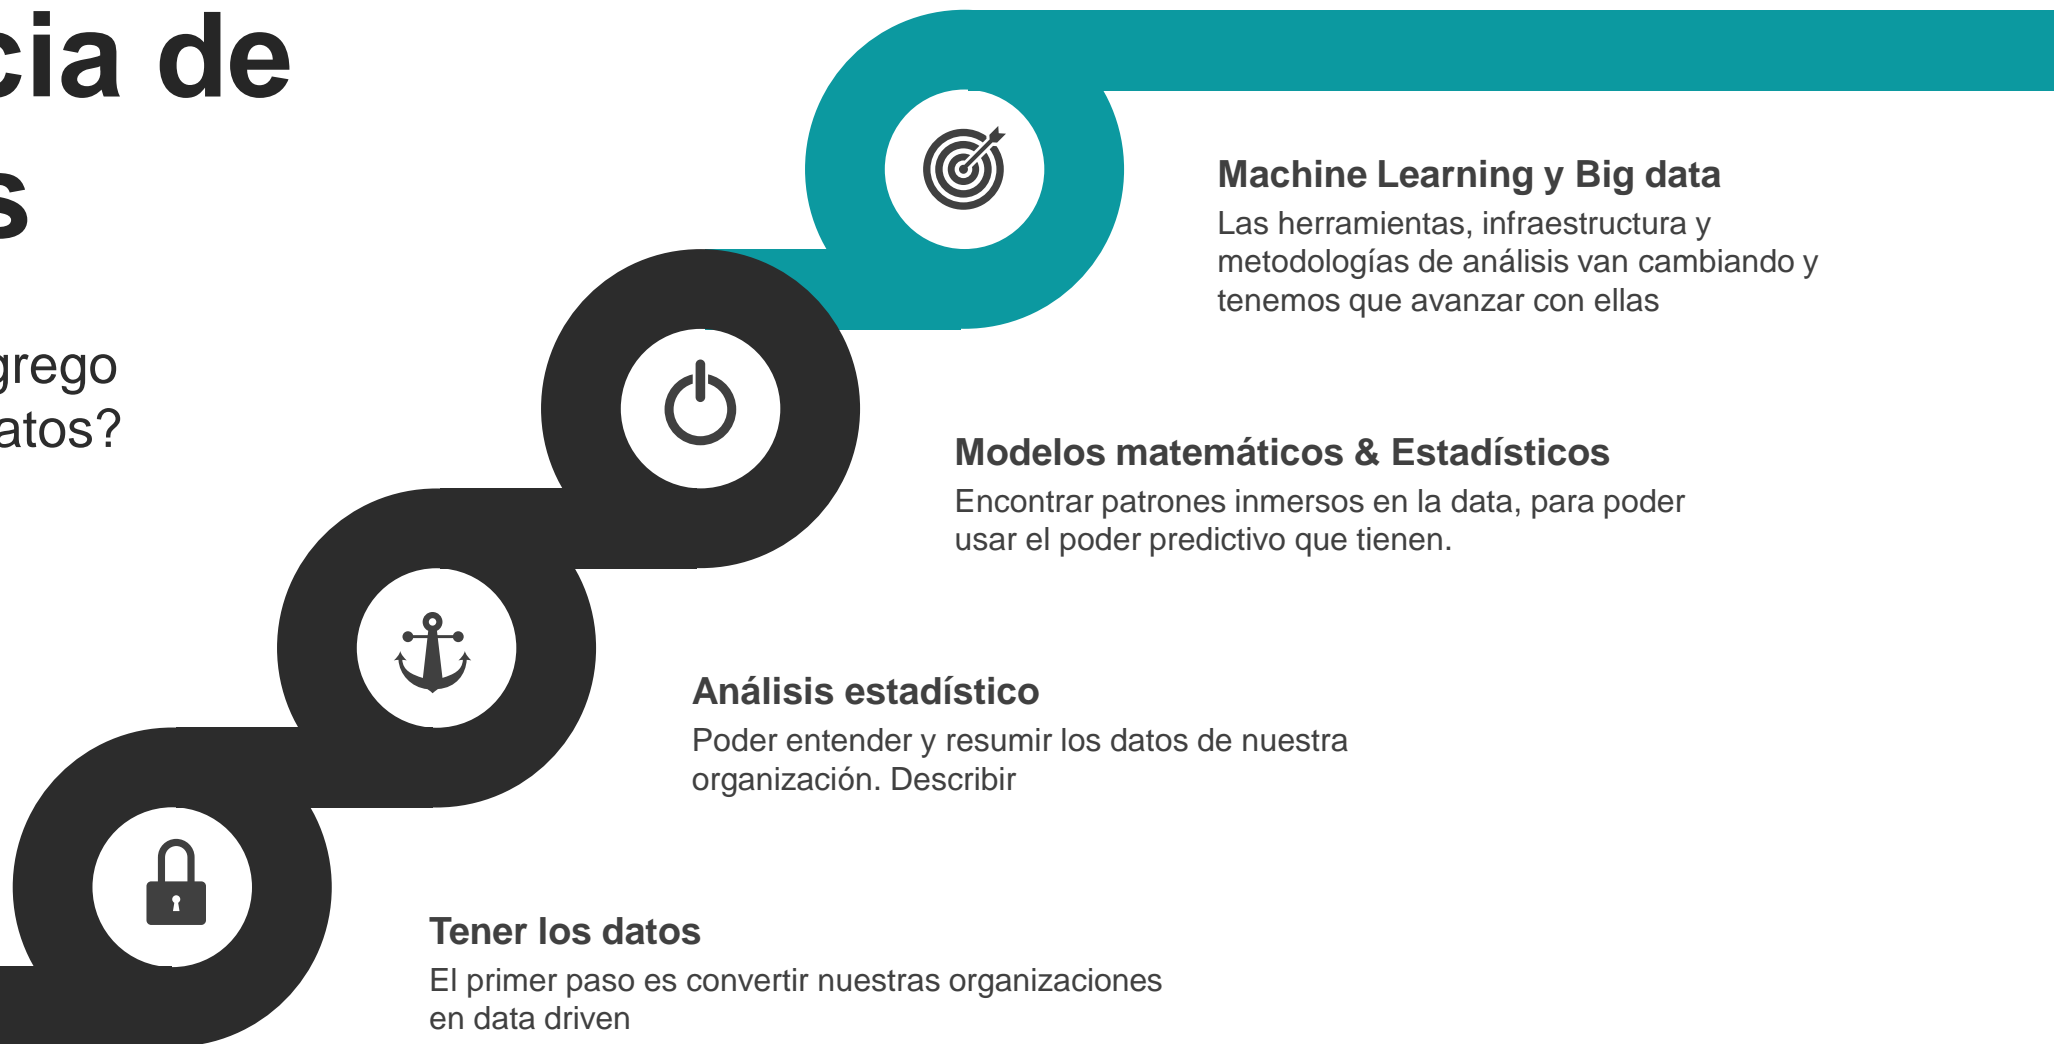 cia de
s
grego
atos?
Machine Learning y Big data
Las herramientas, infraestructura y
metodologías de análisis van cambiando y
tenemos que avanzar con ellas
Modelos matemáticos & Estadísticos
Encontrar patrones inmersos en la data, para poder
usar el poder predictivo que tienen.
Análisis estadístico
Poder entender y resumir los datos de nuestra
organización. Describir
Tener los datos
El primer paso es convertir nuestras organizaciones
en data driven